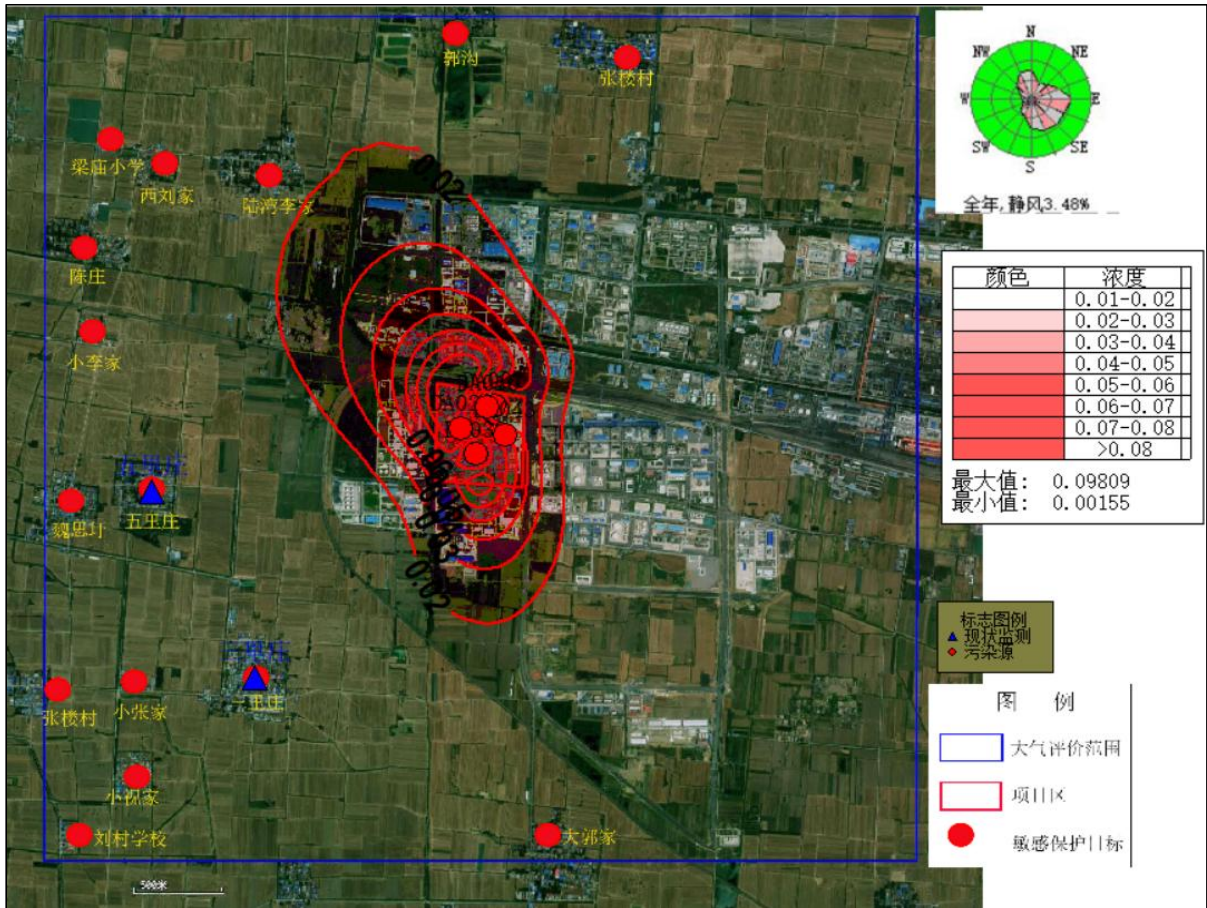 郭沟
张楼村
梁庙小学
西刘家
陆湾李家
陈庄
小李家
五里庄
五里庄
魏思圩
三里庄
张楼村
小张家
小祝家
刘村学校
大郭家
500米
0.02
0.02
N
NE
E
SE
S
SW
W
NW
全年,静风3.48%
颜色 浓度
0.01-0.02
0.02-0.03
0.03-0.04
0.04-0.05
0.05-0.06
0.06-0.07
0.07-0.08
>0.08
最大值: 0.09809
最小值: 0.00155
标志图例
现状监测
污染源
图 例
大气评价范围
项目区
敏感保护目标